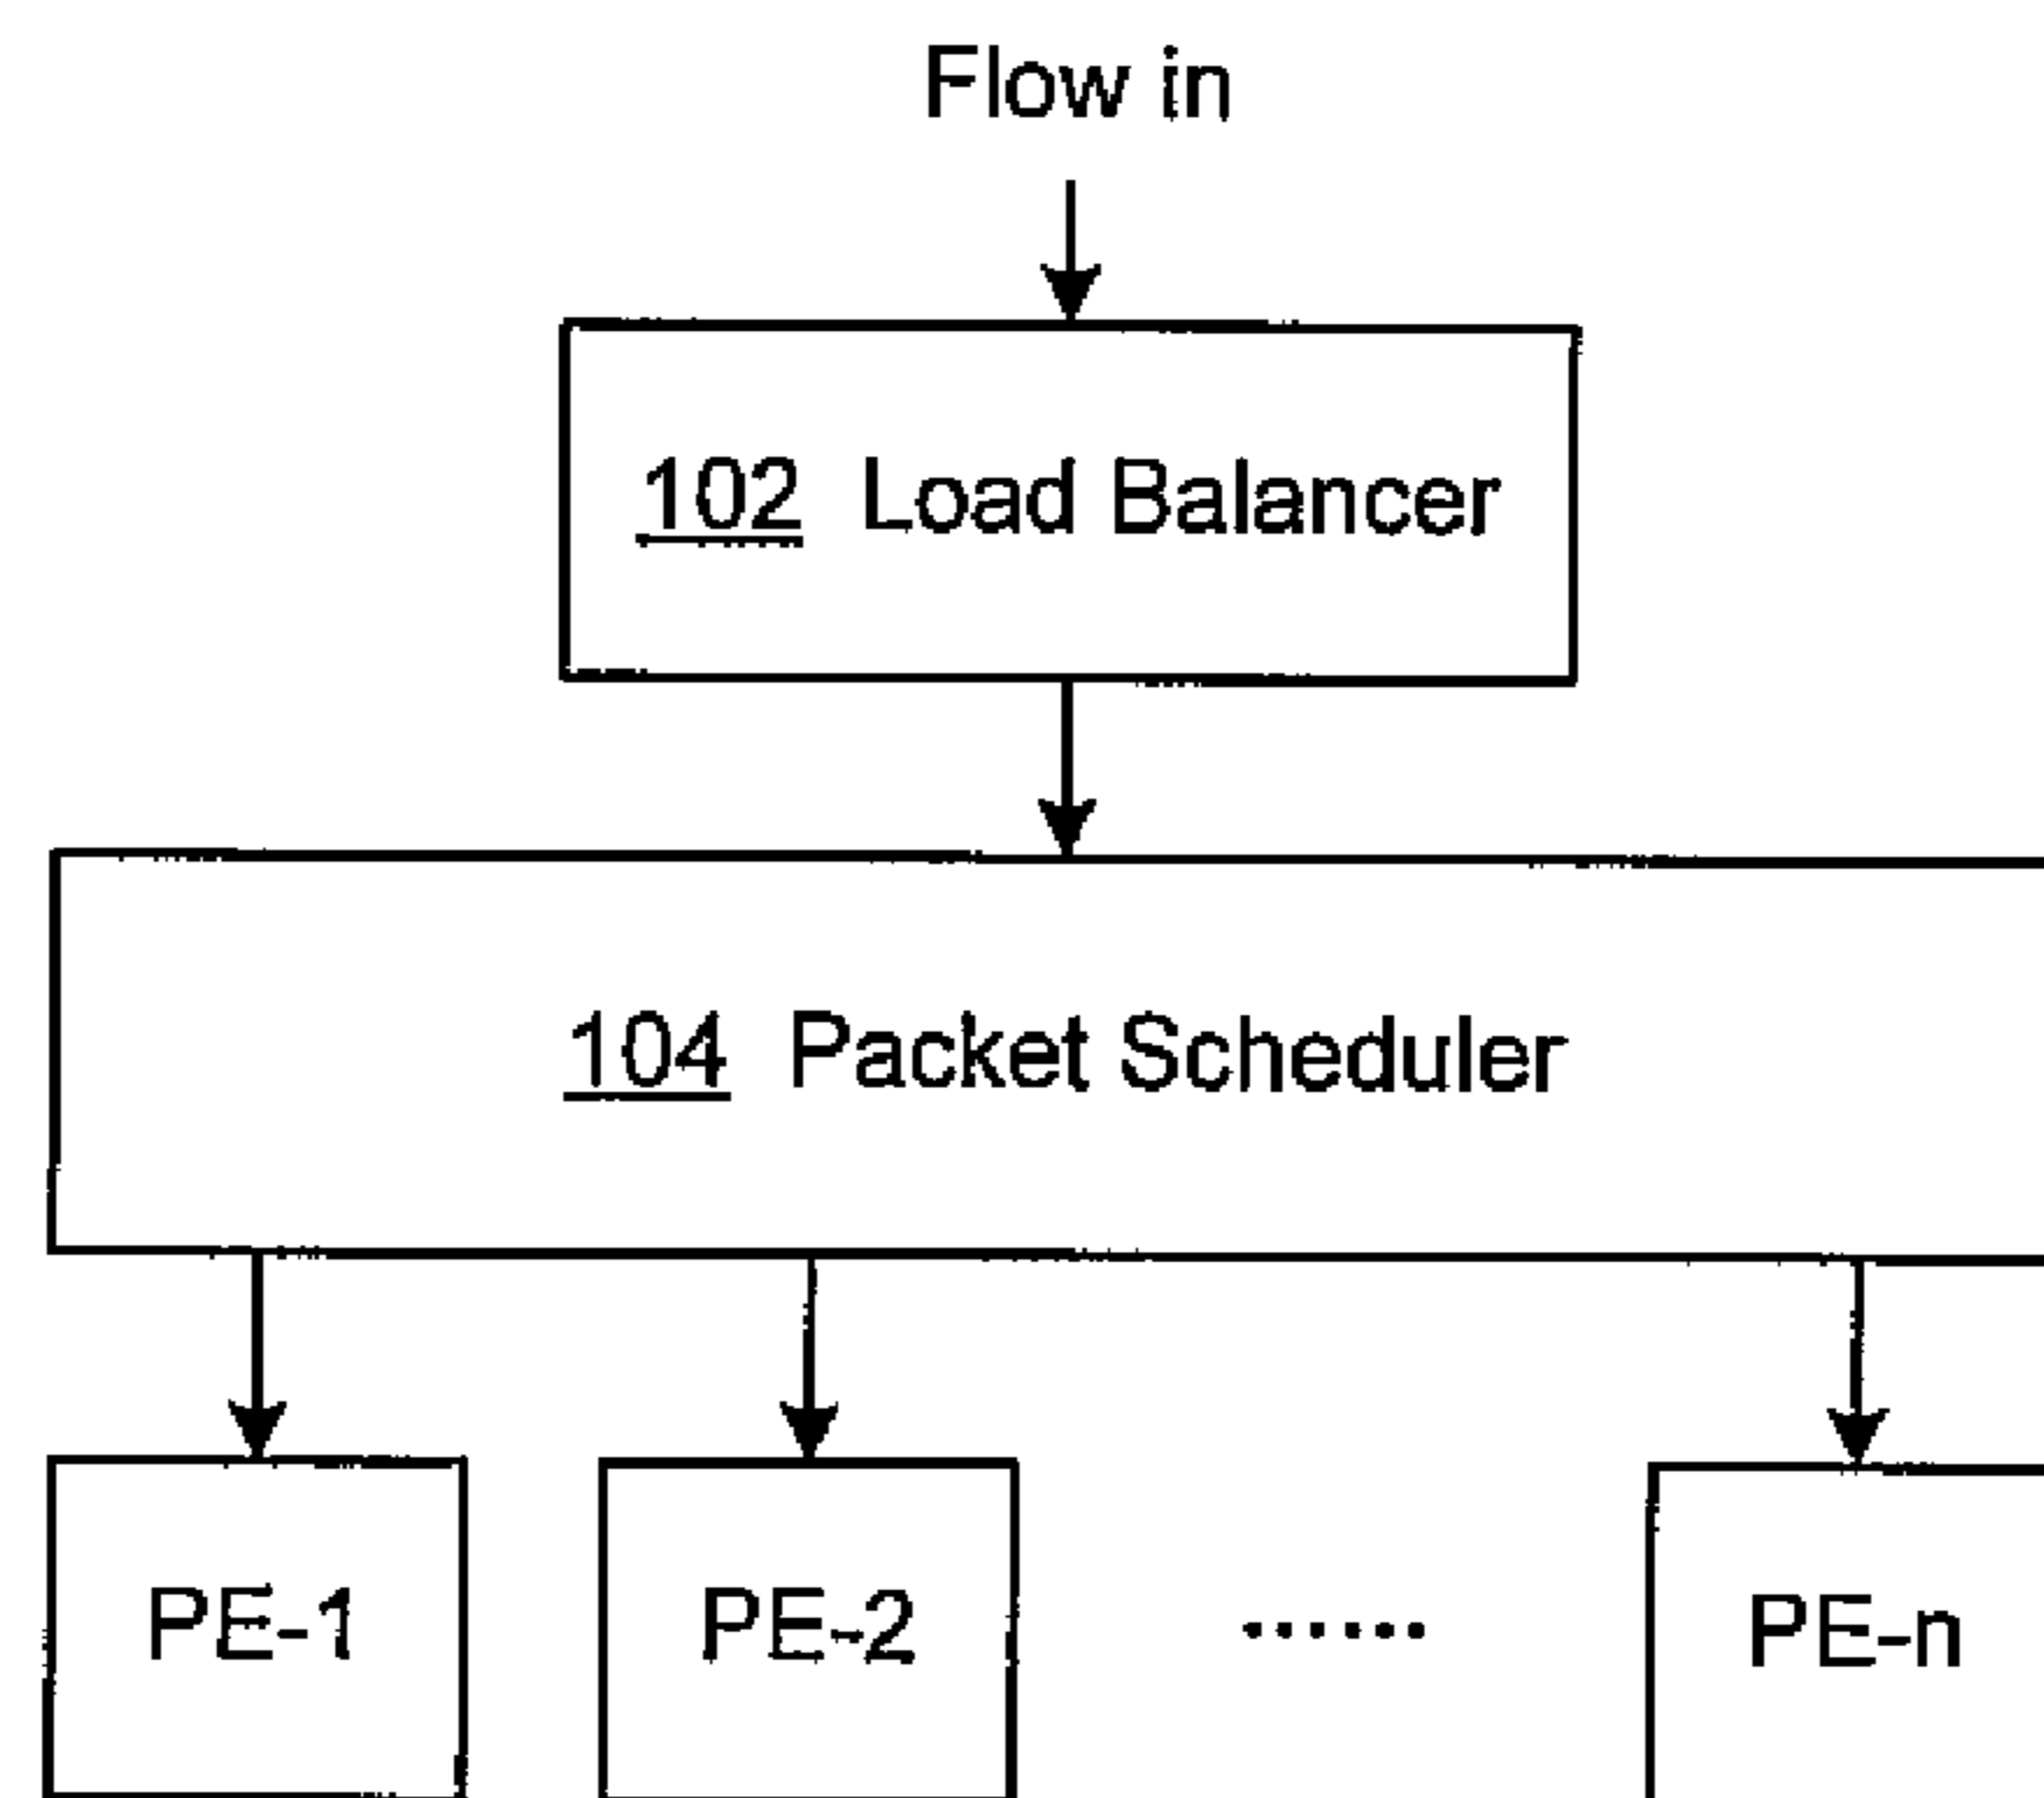 Flow in
102 Load Balancer
104 Packet Scheduler
PE-1
PE-2
......
PE-n